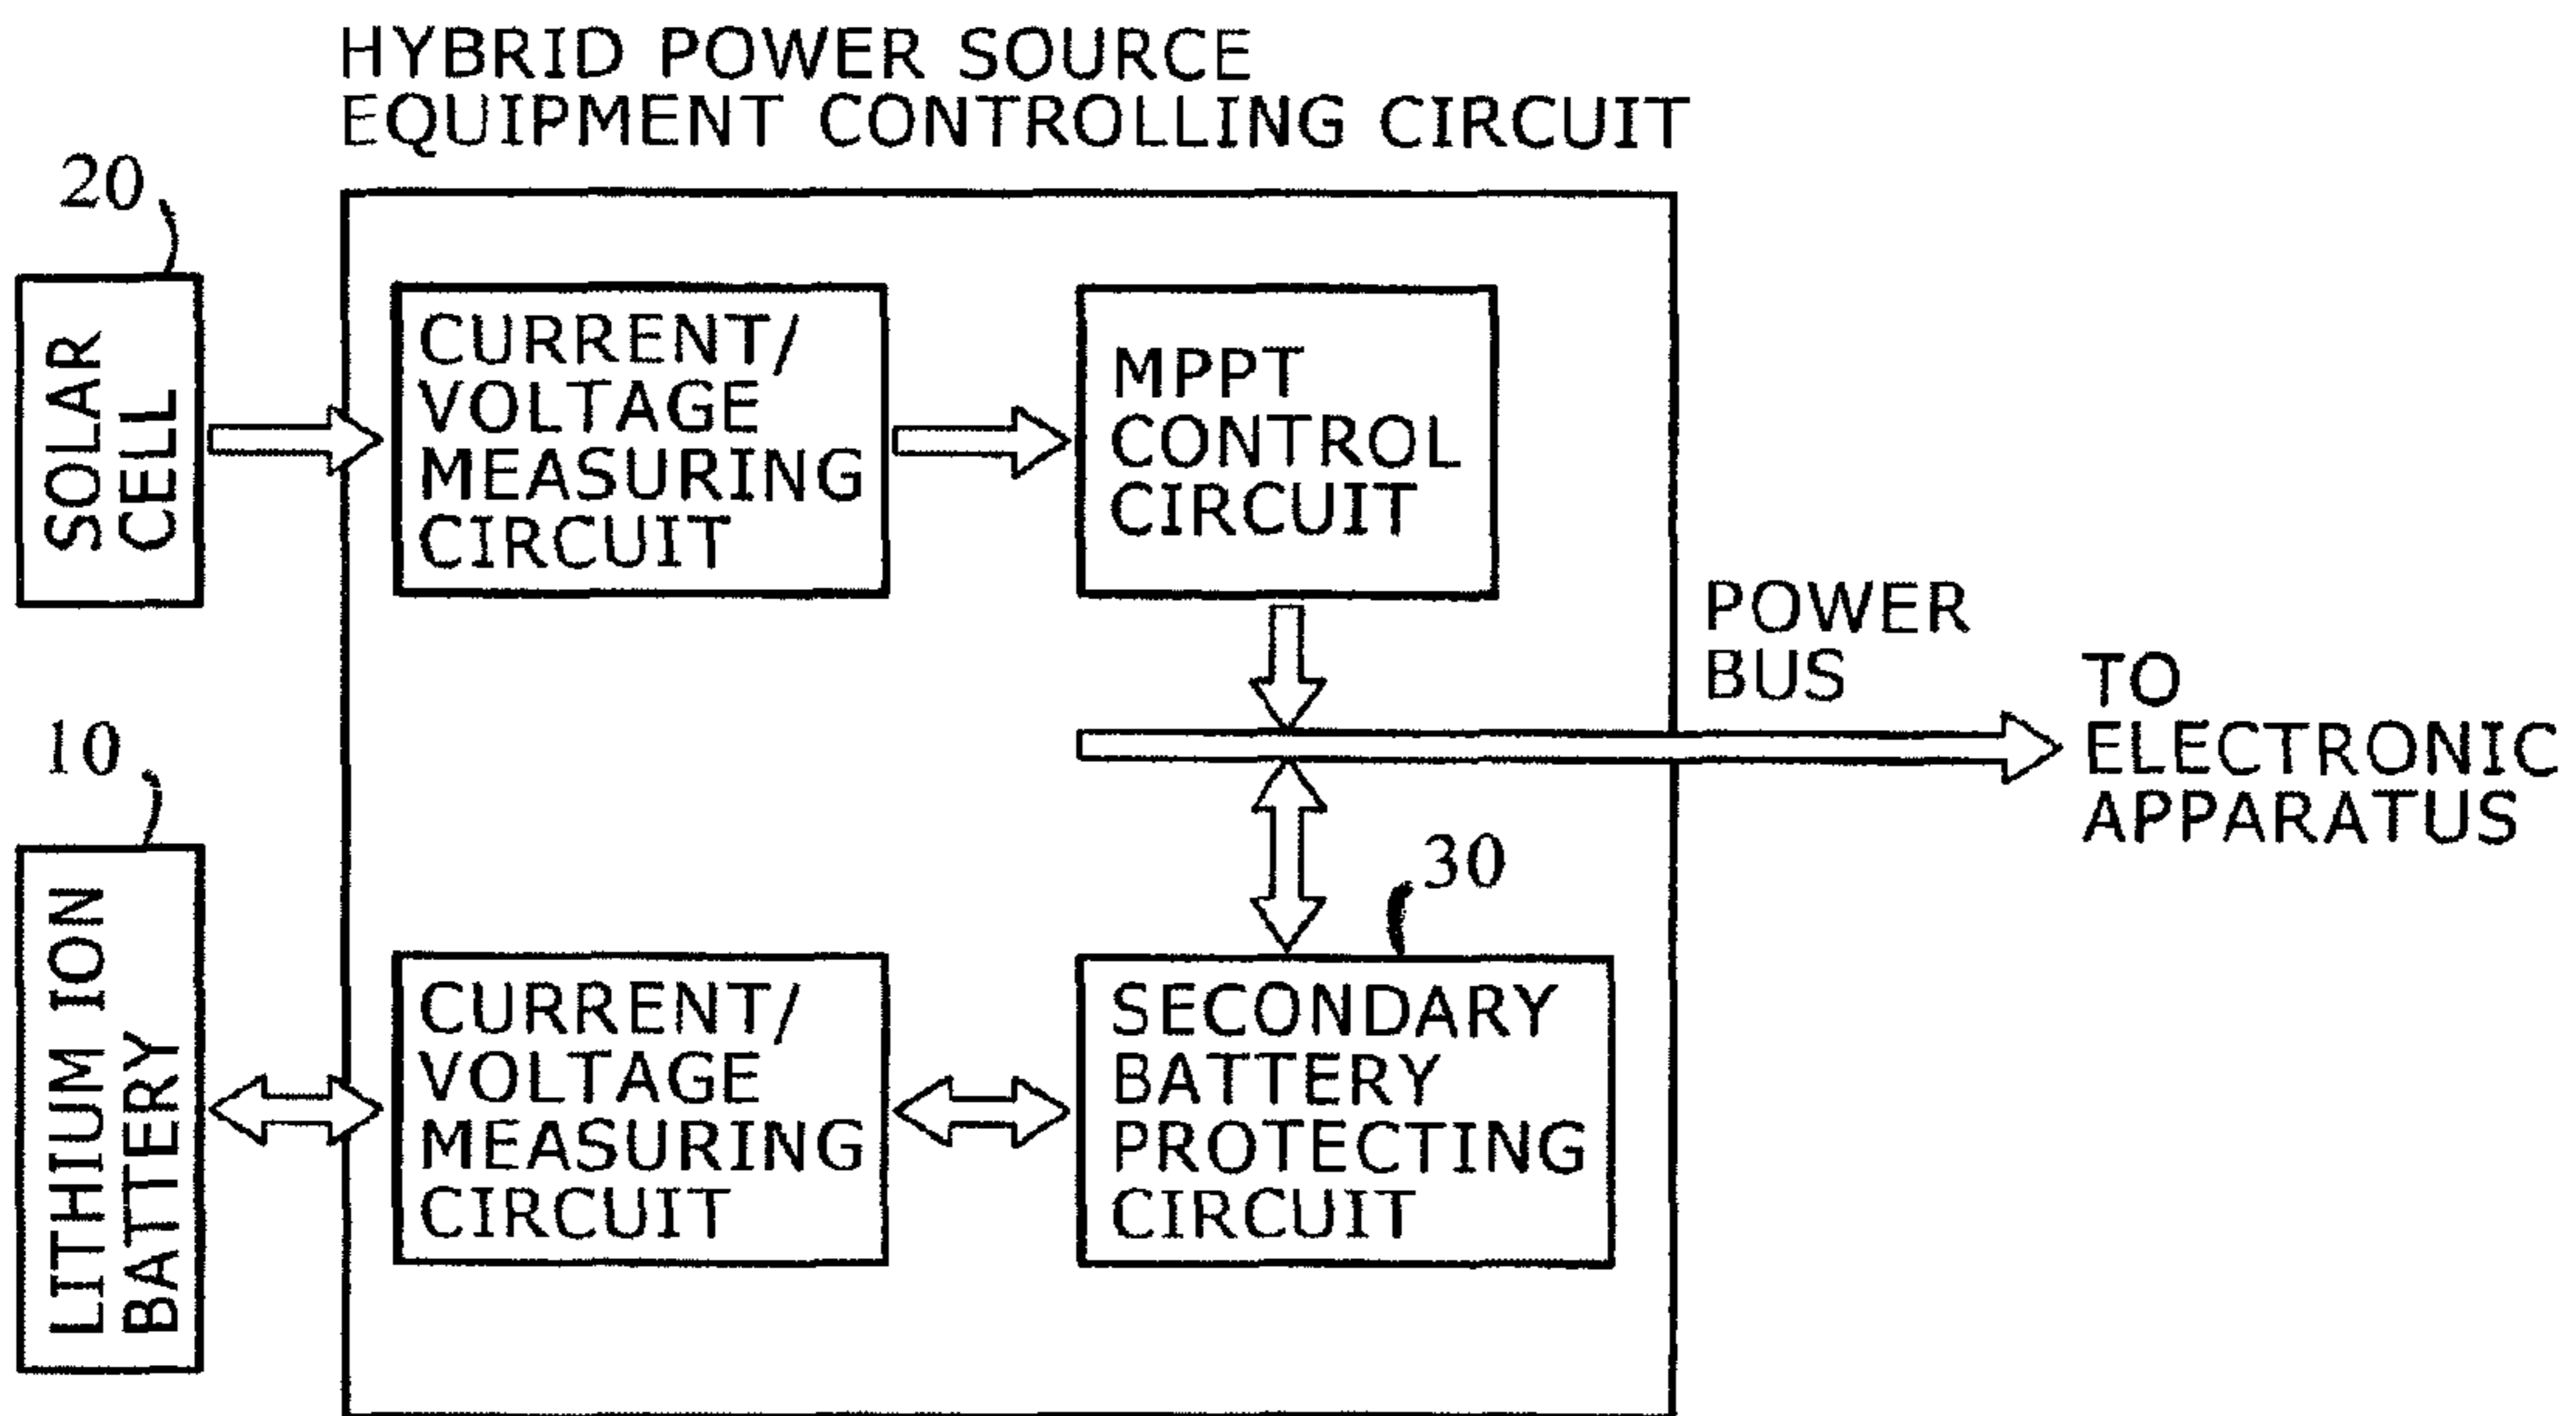 HYBRID POWER SOURCE
EQUIPMENT CONTROLLING CIRCUIT
20
SOLAR
CELL
CURRENT/
VOLTAGE
MEASURING
CIRCUIT
MPPT
CONTROL
CIRCUIT
POWER
BUS
TO
ELECTRONIC
APPARATUS
10
LITHIUM ION
BATTERY
CURRENT/
VOLTAGE
MEASURING
CIRCUIT
30
SECONDARY
BATTERY
PROTECTING
CIRCUIT